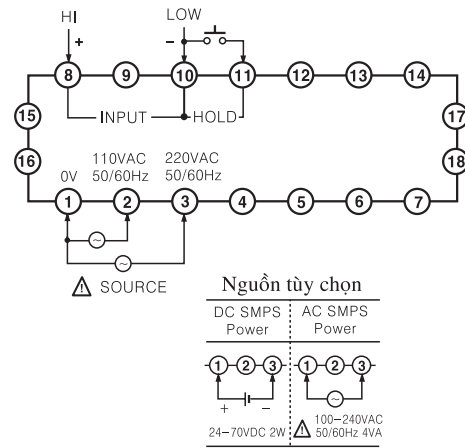 HI
LOW
+
−
8 9 10 11 12 13 14
INPUT HOLD
15 17
16 18
0V 110VAC 50/60Hz 220VAC 50/60Hz
1 2 3 4 5 6 7
~
~
⚠ SOURCE
Nguồn tùy chọn
DC SMPS Power
AC SMPS Power
1 2 3 1 2 3
+ − ~
24-70VDC 2W
⚠ 100-240VAC 50/60Hz 4VA